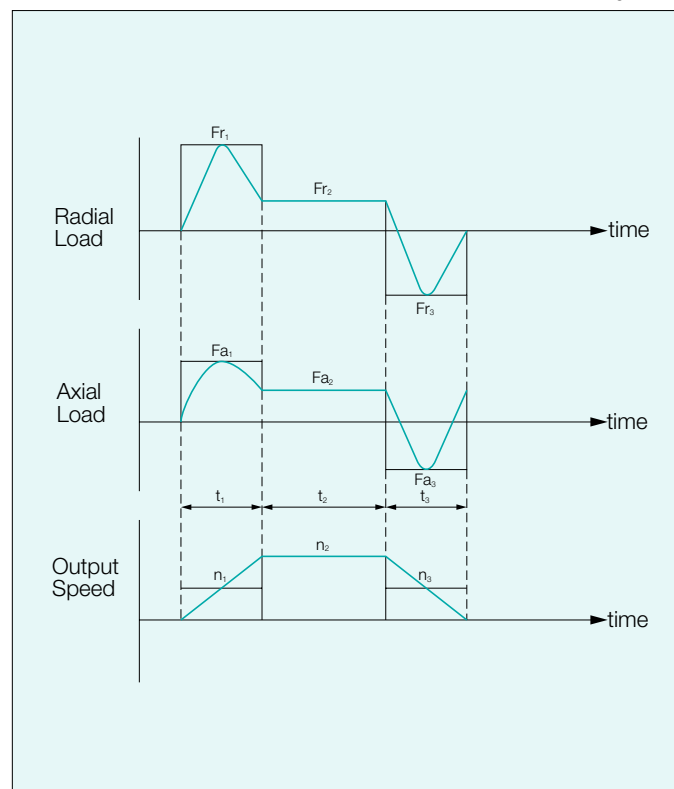 Fr₁
Fr₂
Radial
Load
time
Fr₃
Fa₁
Fa₂
Axial
Load
time
Fa₃
t₁ t₂ t₃
n₂
Output
Speed
n₁ n₃
time